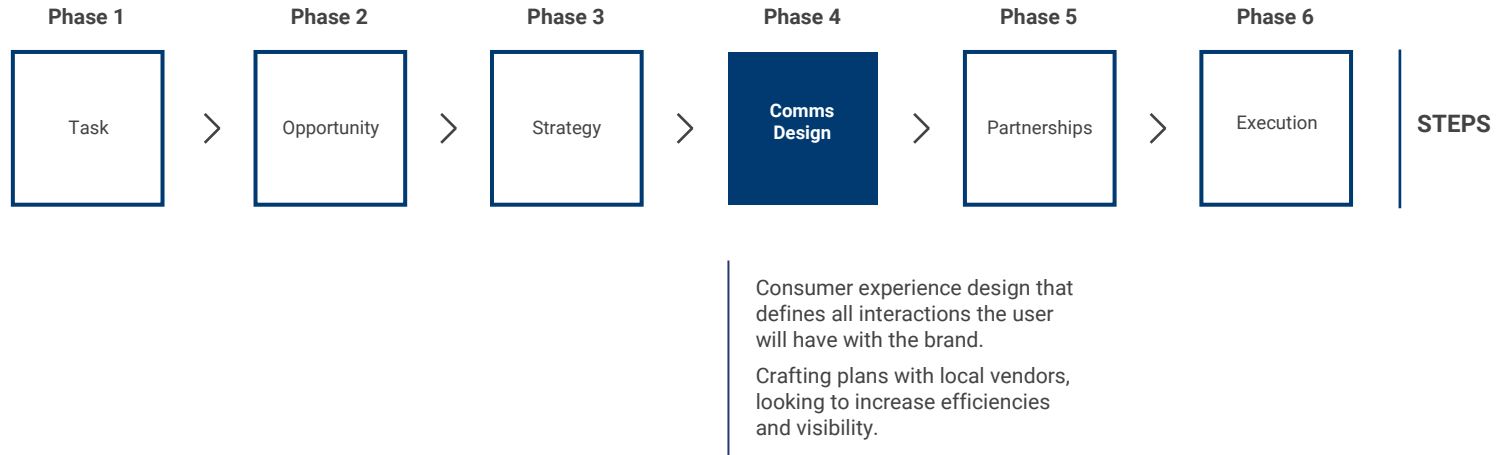 Phase 1
Phase 2
Phase 3
Phase 4
Phase 5
Phase 6
Task
Opportunity
Strategy
Comms
Design
Partnerships
Execution
STEPS
Consumer experience design that
defines all interactions the user
will have with the brand.
Crafting plans with local vendors,
looking to increase efficiencies
and visibility.